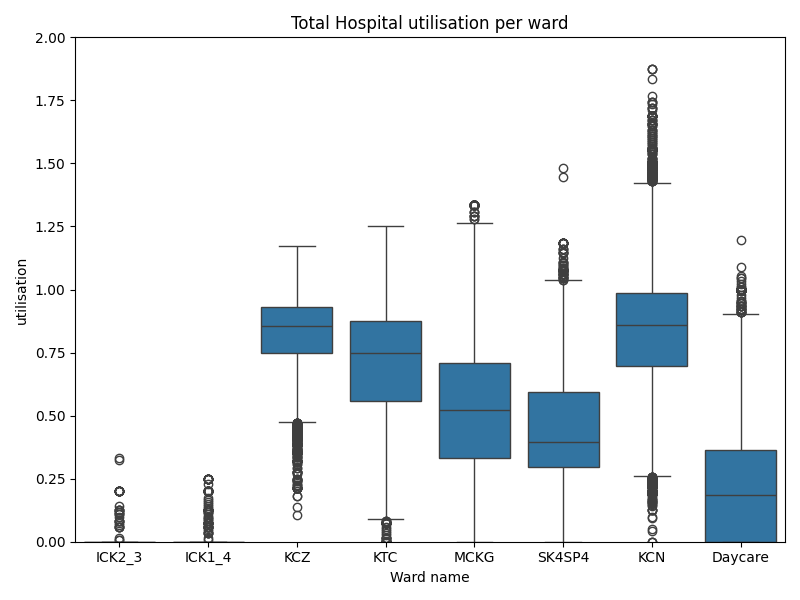 Total Hospital utilisation per ward
2.00
1.75
1.50
1.25
1.00
0.75
0.50
0.25
0.00
utilisation
ICK2_3 ICK1_4 KCZ KTC MCKG SK4SP4 KCN Daycare
Ward name